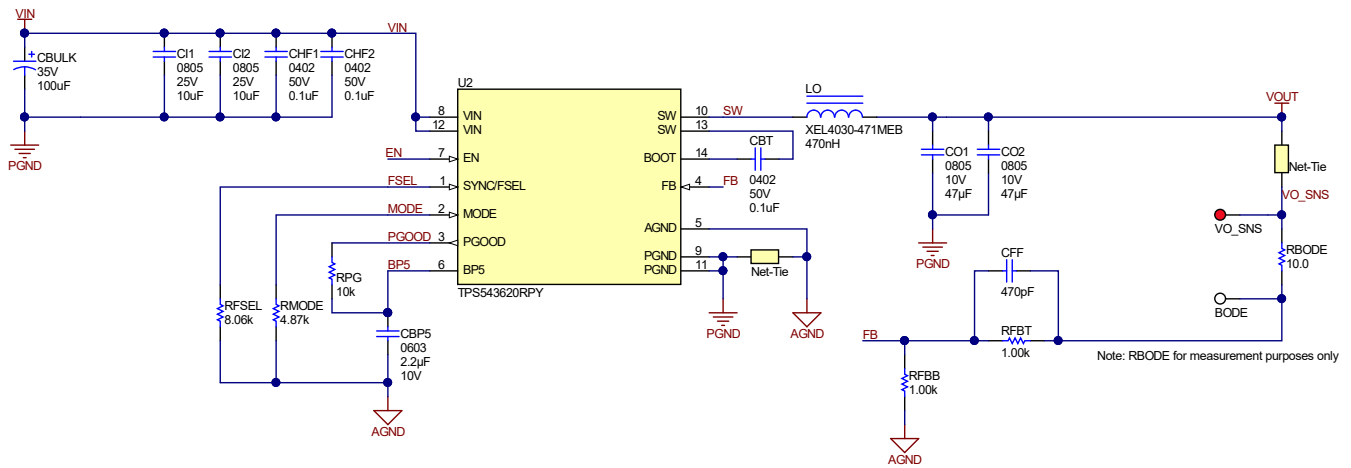 VIN
VIN
CBULK
35V
100uF
+
CI1
0805
25V
10uF
CI2
0805
25V
10uF
CHF1
0402
50V
0.1uF
CHF2
0402
50V
0.1uF
PGND
U2
8
VIN
12
VIN
EN
7
EN
FSEL
1
SYNC/FSEL
MODE
2
MODE
PGOOD
3
PGOOD
BP5
6
BP5
TPS543620RPY
SW
10
SW
SW
13
BOOT
14
FB
4
FB
AGND
5
PGND
9
PGND
11
Net-Tie
PGND
AGND
RPG
10k
RFSEL
8.06k
RMODE
4.87k
CBP5
0603
2.2µF
10V
AGND
CBT
0402
50V
0.1uF
LO
XEL4030-471MEB
470nH
CO1
0805
10V
47µF
CO2
0805
10V
47µF
PGND
VOUT
Net-Tie
VO_SNS
VO_SNS
RBODE
10.0
BODE
CFF
470pF
FB
RFBT
1.00k
RFBB
1.00k
AGND
Note: RBODE for measurement purposes only